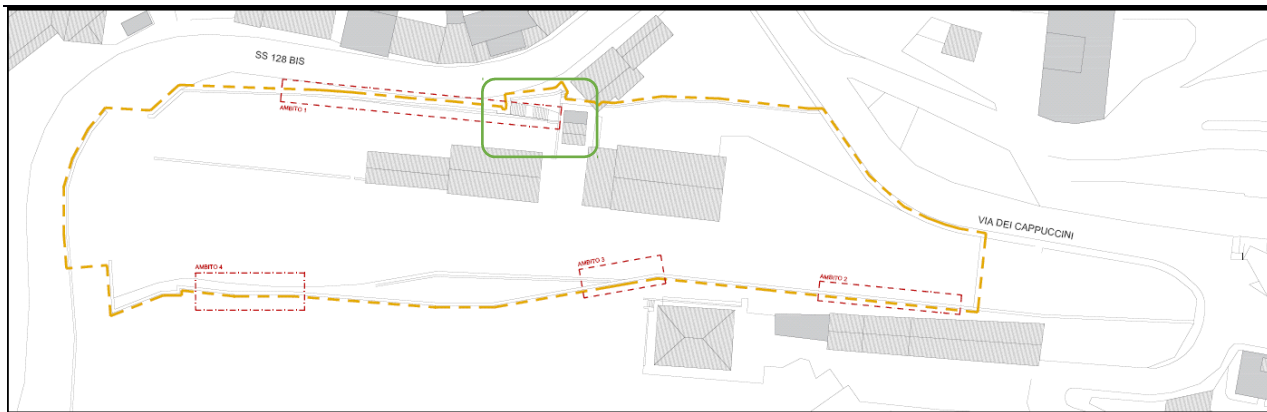 SS 128 BIS
AMBITO 1
VIA DEI CAPPUCCINI
AMBITO 3
AMBITO 4
AMBITO 2